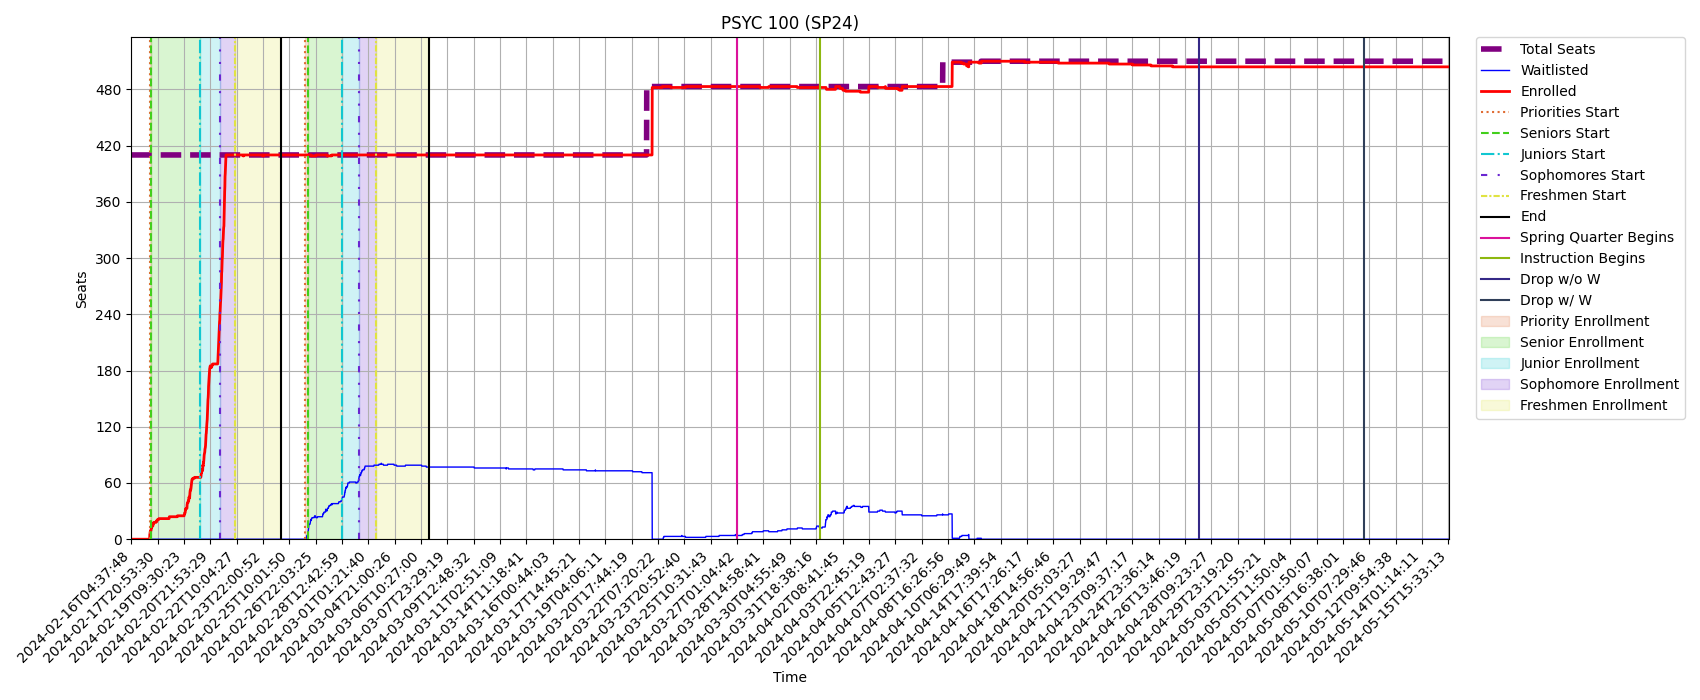 PSYC 100 (SP24)
Seats
480
420
360
300
240
180
120
60
0
2024-02-16T04:37:48
2024-02-17T20:53:30
2024-02-19T09:30:23
2024-02-20T21:53:29
2024-02-22T10:04:27
2024-02-23T22:00:52
2024-02-25T10:01:50
2024-02-26T22:03:25
2024-02-28T12:42:59
2024-03-01T01:21:40
2024-03-04T21:00:26
2024-03-06T10:27:00
2024-03-07T23:29:19
2024-03-09T12:48:32
2024-03-11T02:51:09
2024-03-14T11:18:41
2024-03-16T00:44:03
2024-03-17T14:45:21
2024-03-19T04:06:11
2024-03-20T17:44:19
2024-03-22T07:20:22
2024-03-23T20:52:40
2024-03-25T10:31:43
2024-03-27T01:04:42
2024-03-28T14:58:41
2024-03-30T04:55:49
2024-03-31T18:38:16
2024-04-02T08:41:45
2024-04-03T22:45:19
2024-04-05T12:43:27
2024-04-07T02:37:32
2024-04-08T16:26:56
2024-04-10T06:29:49
2024-04-14T17:39:54
2024-04-16T17:26:17
2024-04-18T14:56:46
2024-04-20T05:03:27
2024-04-21T19:29:47
2024-04-23T09:37:17
2024-04-24T23:36:14
2024-04-26T13:46:19
2024-04-28T09:23:27
2024-04-29T23:19:20
2024-05-03T21:55:21
2024-05-05T11:50:04
2024-05-07T01:50:07
2024-05-08T16:38:01
2024-05-10T07:29:46
2024-05-12T09:54:38
2024-05-14T01:14:11
2024-05-15T15:33:13
Time
Total Seats
Waitlisted
Enrolled
Priorities Start
Seniors Start
Juniors Start
Sophomores Start
Freshmen Start
End
Spring Quarter Begins
Instruction Begins
Drop w/o W
Drop w/ W
Priority Enrollment
Senior Enrollment
Junior Enrollment
Sophomore Enrollment
Freshmen Enrollment